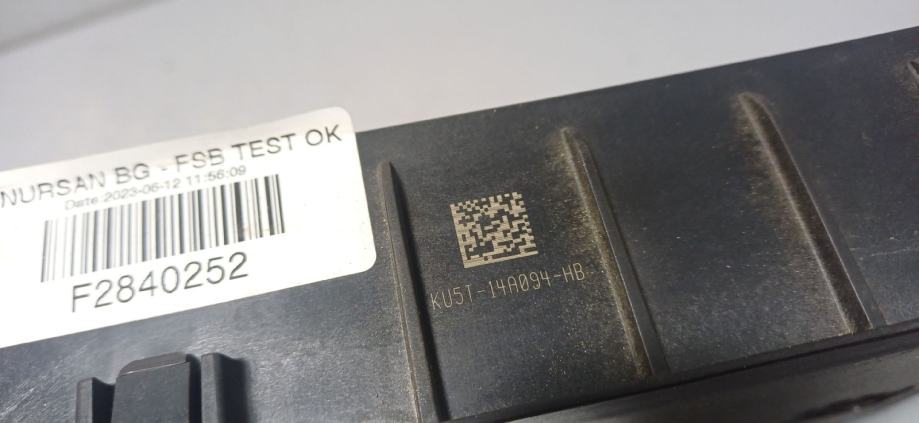 NURSAN BG - FSB TEST OK
Date:2023-06-12 11:56:09
F2840252
KU5T-14A094-HB